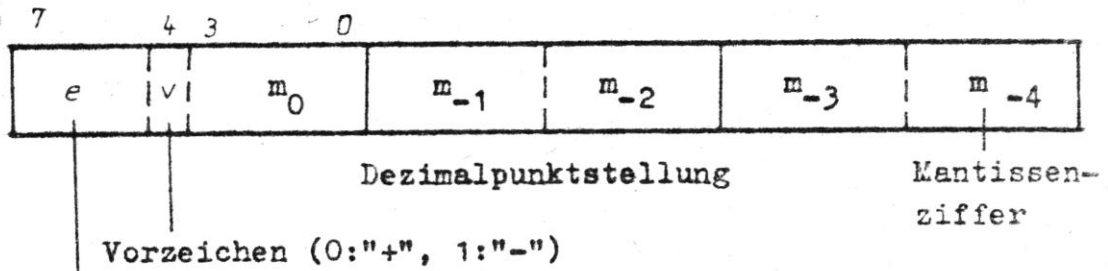 7 4 3 0
e v m0 m-1 m-2 m-3 m-4
Dezimalpunktstellung Mantissen-
ziffer
Vorzeichen (0:"+", 1:"-")